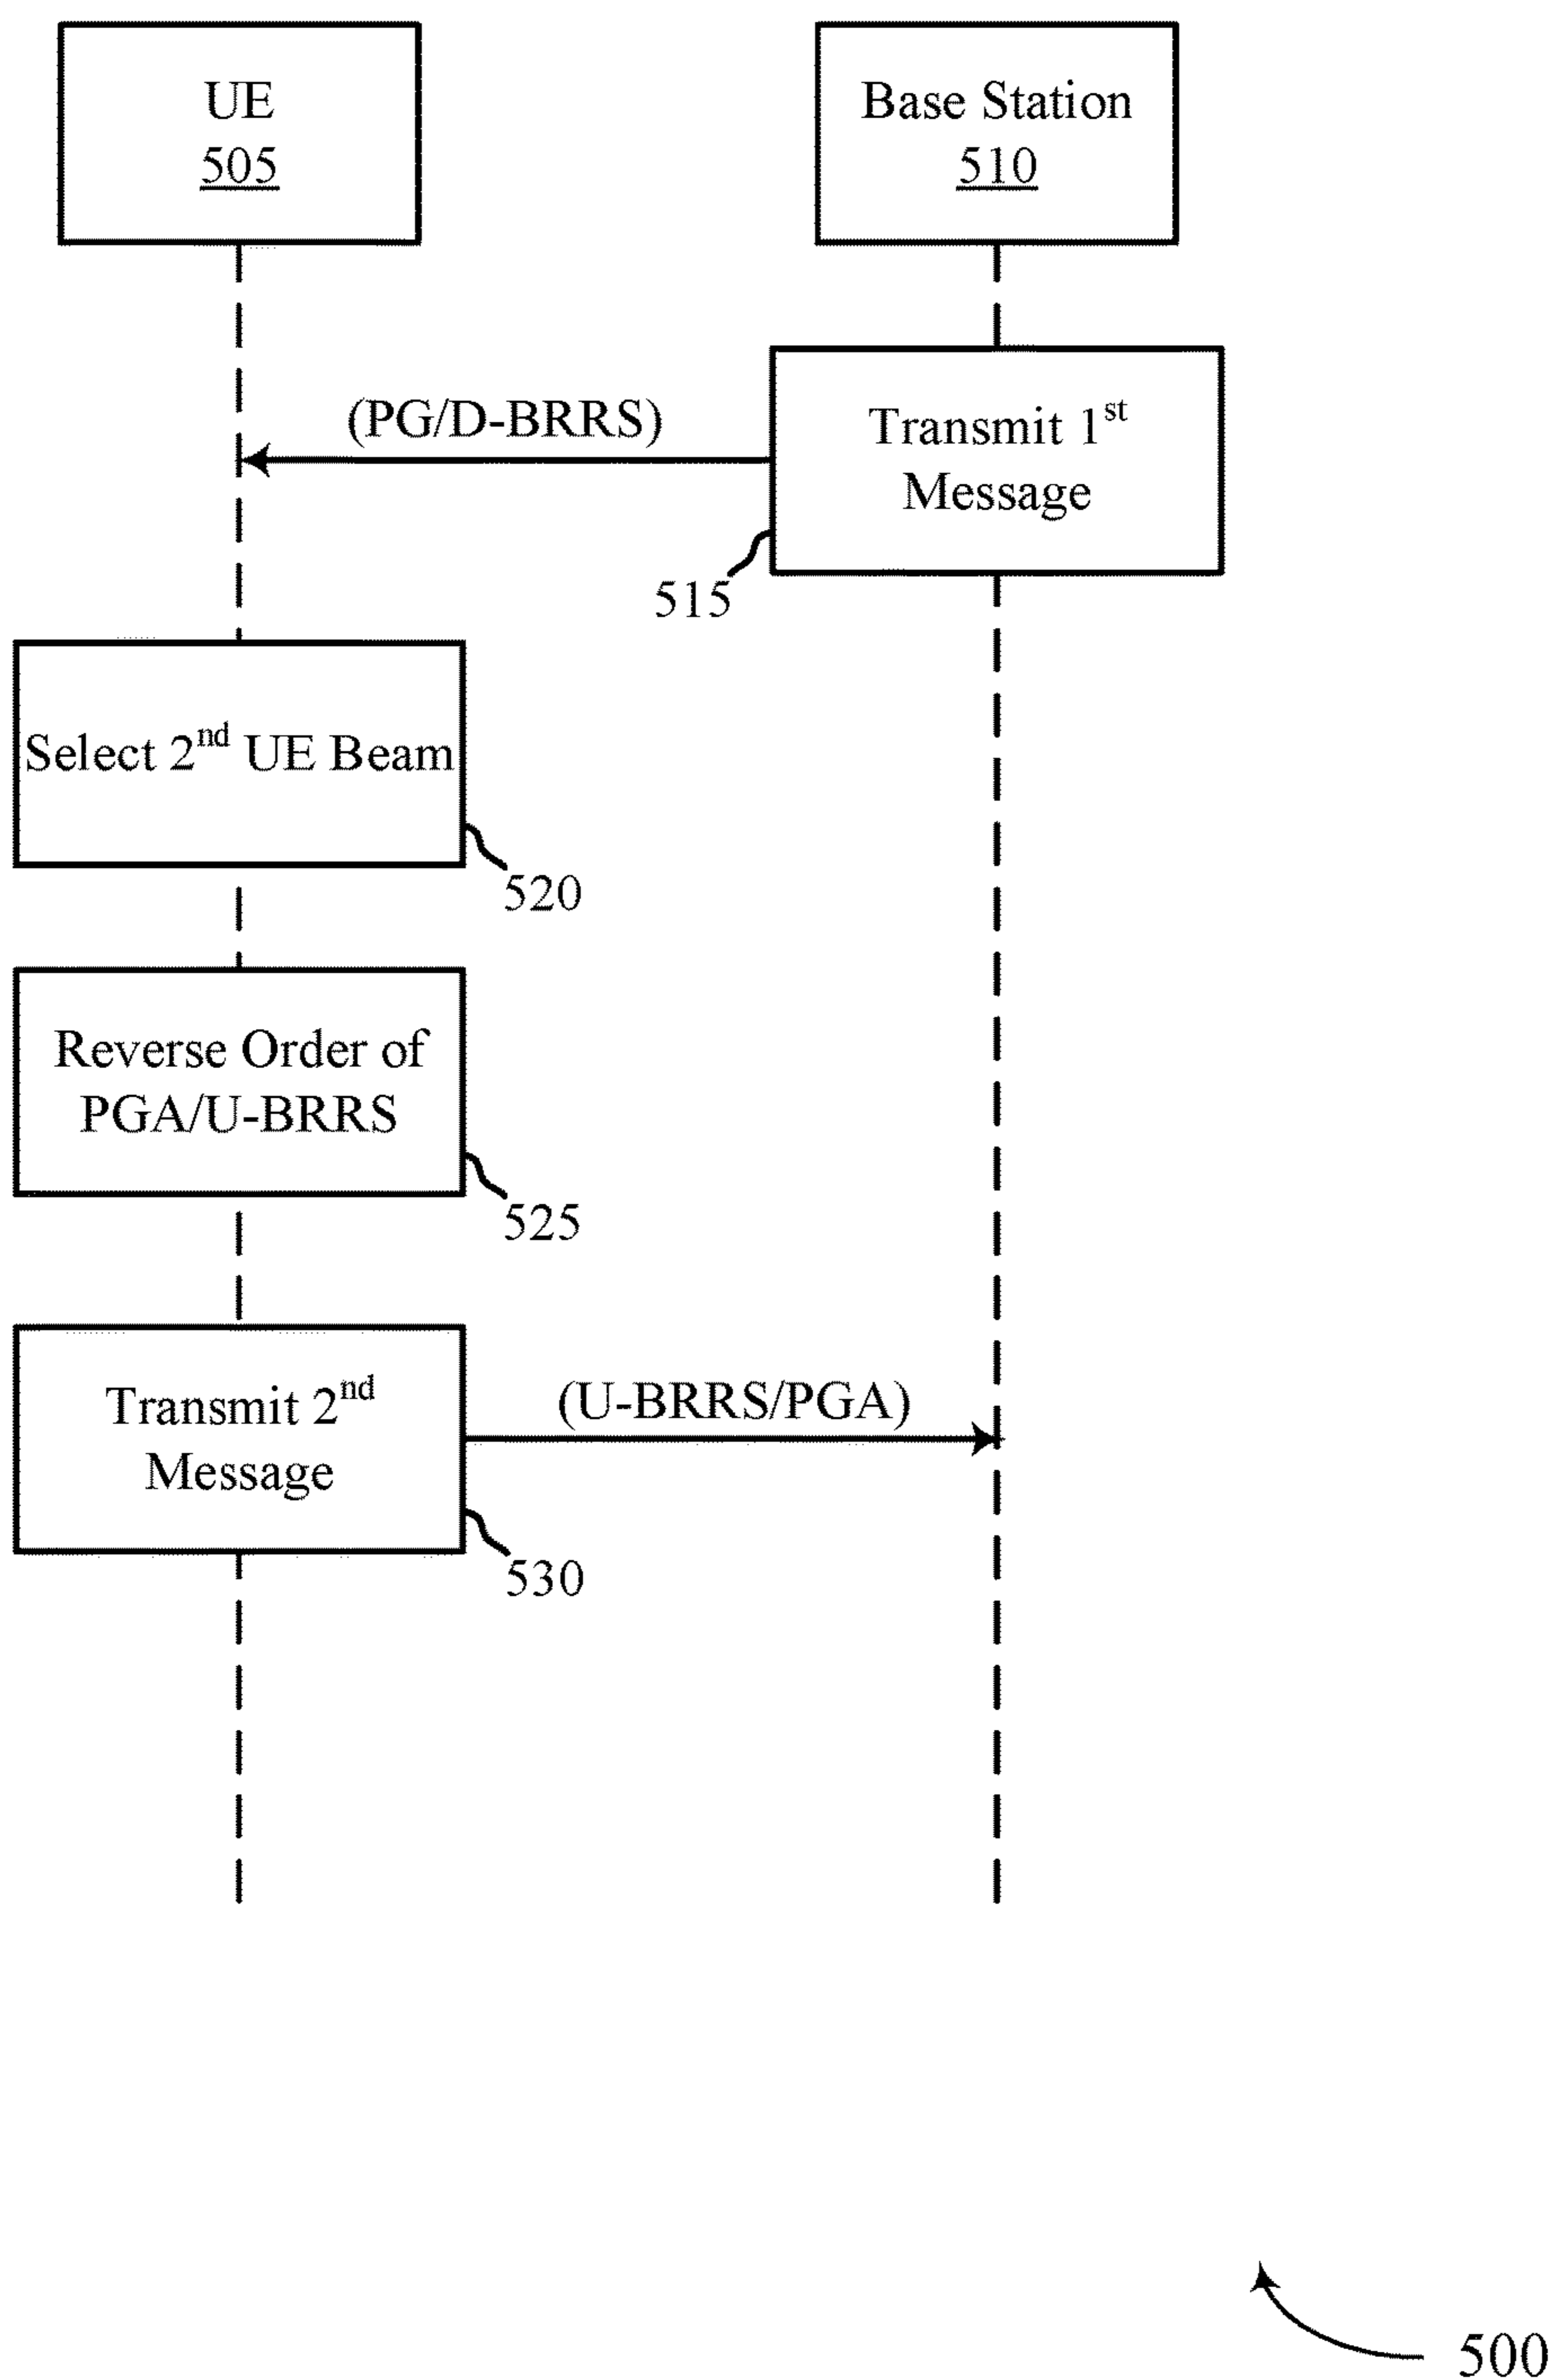 UE
505
Base Station
510
(PG/D-BRRS)
Transmit 1st
Message
515
Select 2nd UE Beam
520
Reverse Order of
PGA/U-BRRS
525
Transmit 2nd
Message
(U-BRRS/PGA)
530
500